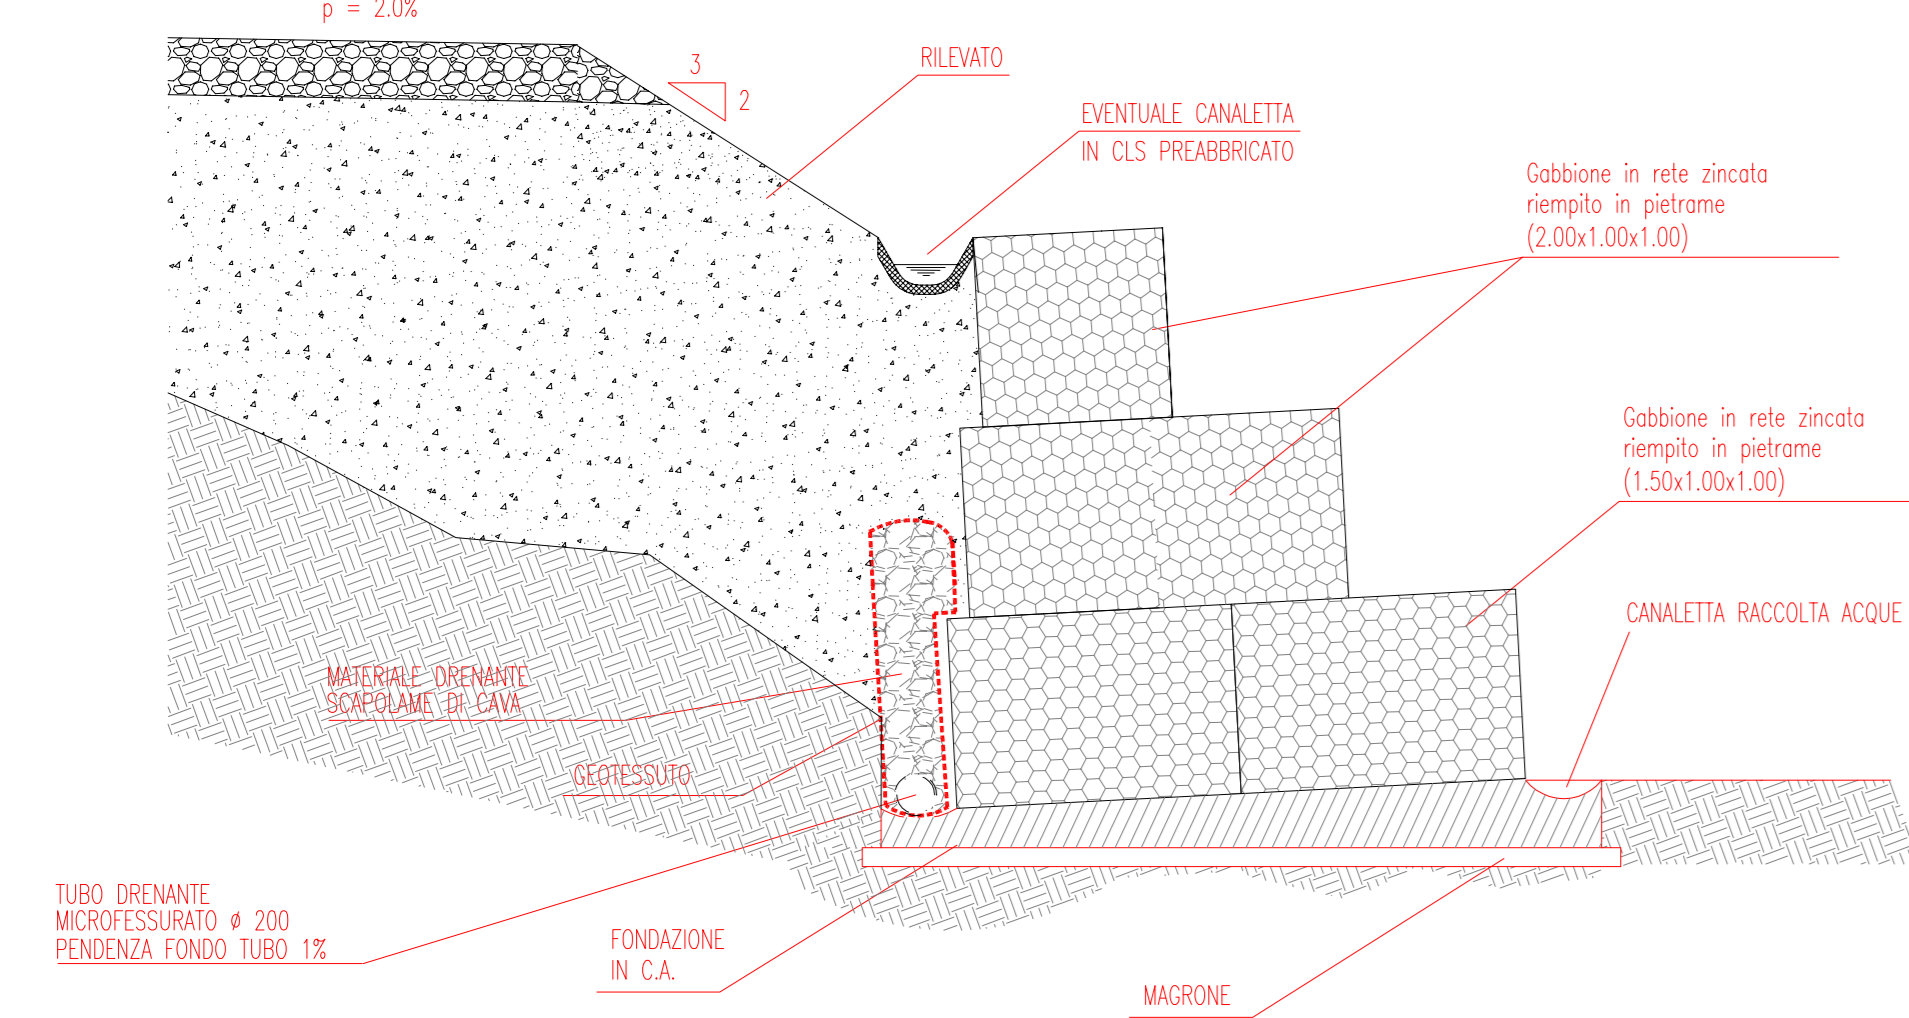 p = 2.0%
3
2
RILEVATO
EVENTUALE CANALETTA
IN CLS PREABBRICATO
Gabbione in rete zincata
riempito in pietrame
(2.00x1.00x1.00)
Gabbione in rete zincata
riempito in pietrame
(1.50x1.00x1.00)
CANALETTA RACCOLTA ACQUE
MATERIALE DRENANTE
SCAPOLAME DI CAVA
GEOTESSUTO
TUBO DRENANTE
MICROFESSURATO ø 200
PENDENZA FONDO TUBO 1%
FONDAZIONE
IN C.A.
MAGRONE